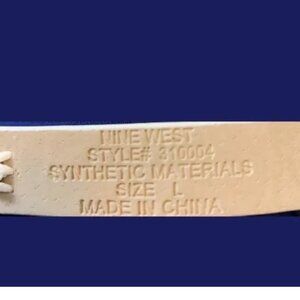 NINE WEST
STYLE# 310004
SYNTHETIC MATERIALS
SIZE L
MADE IN CHINA